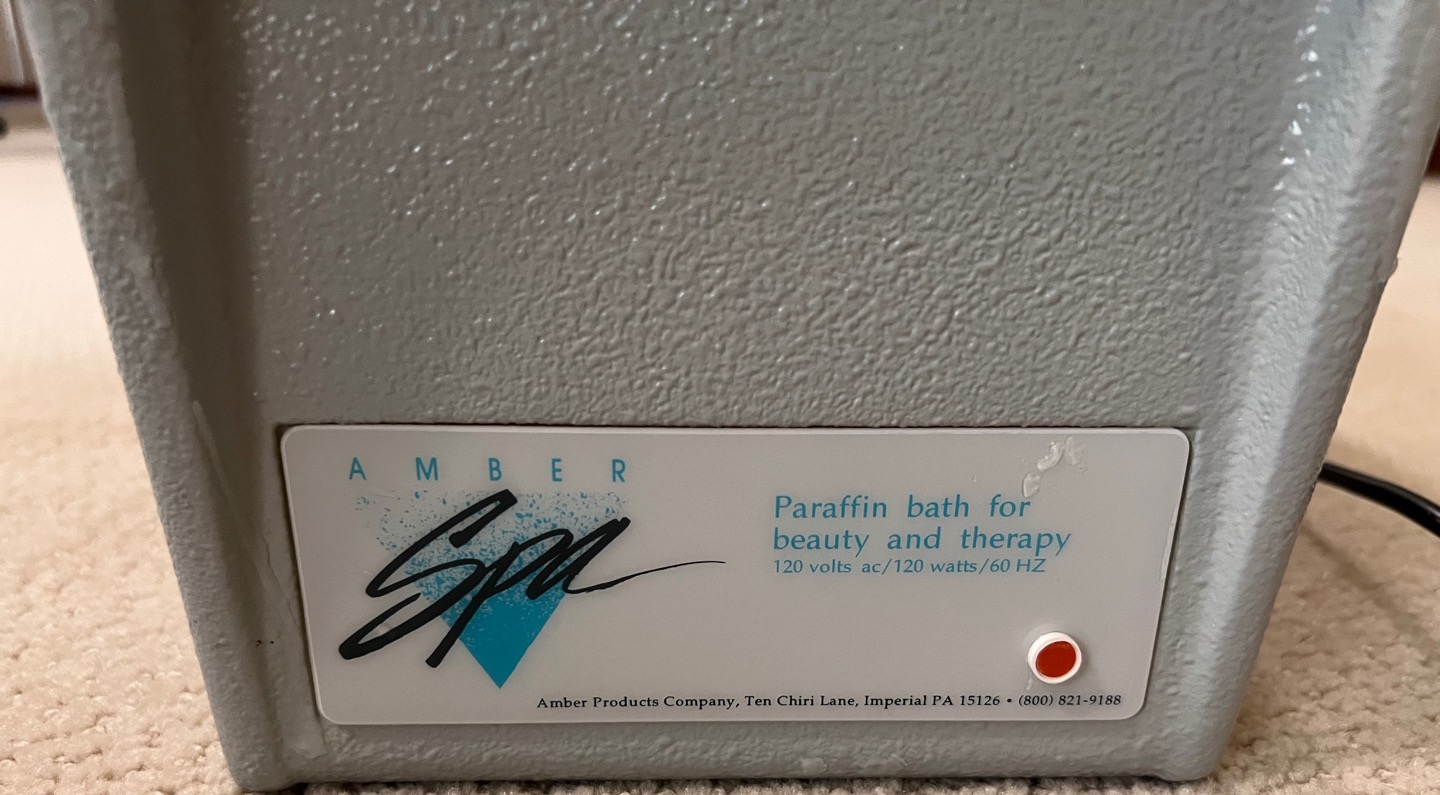 AMBER
Spa
Paraffin bath for
beauty and therapy
120 volts ac/120 watts/60 HZ
Amber Products Company, Ten Chiri Lane, Imperial PA 15126 • (800) 821-9188